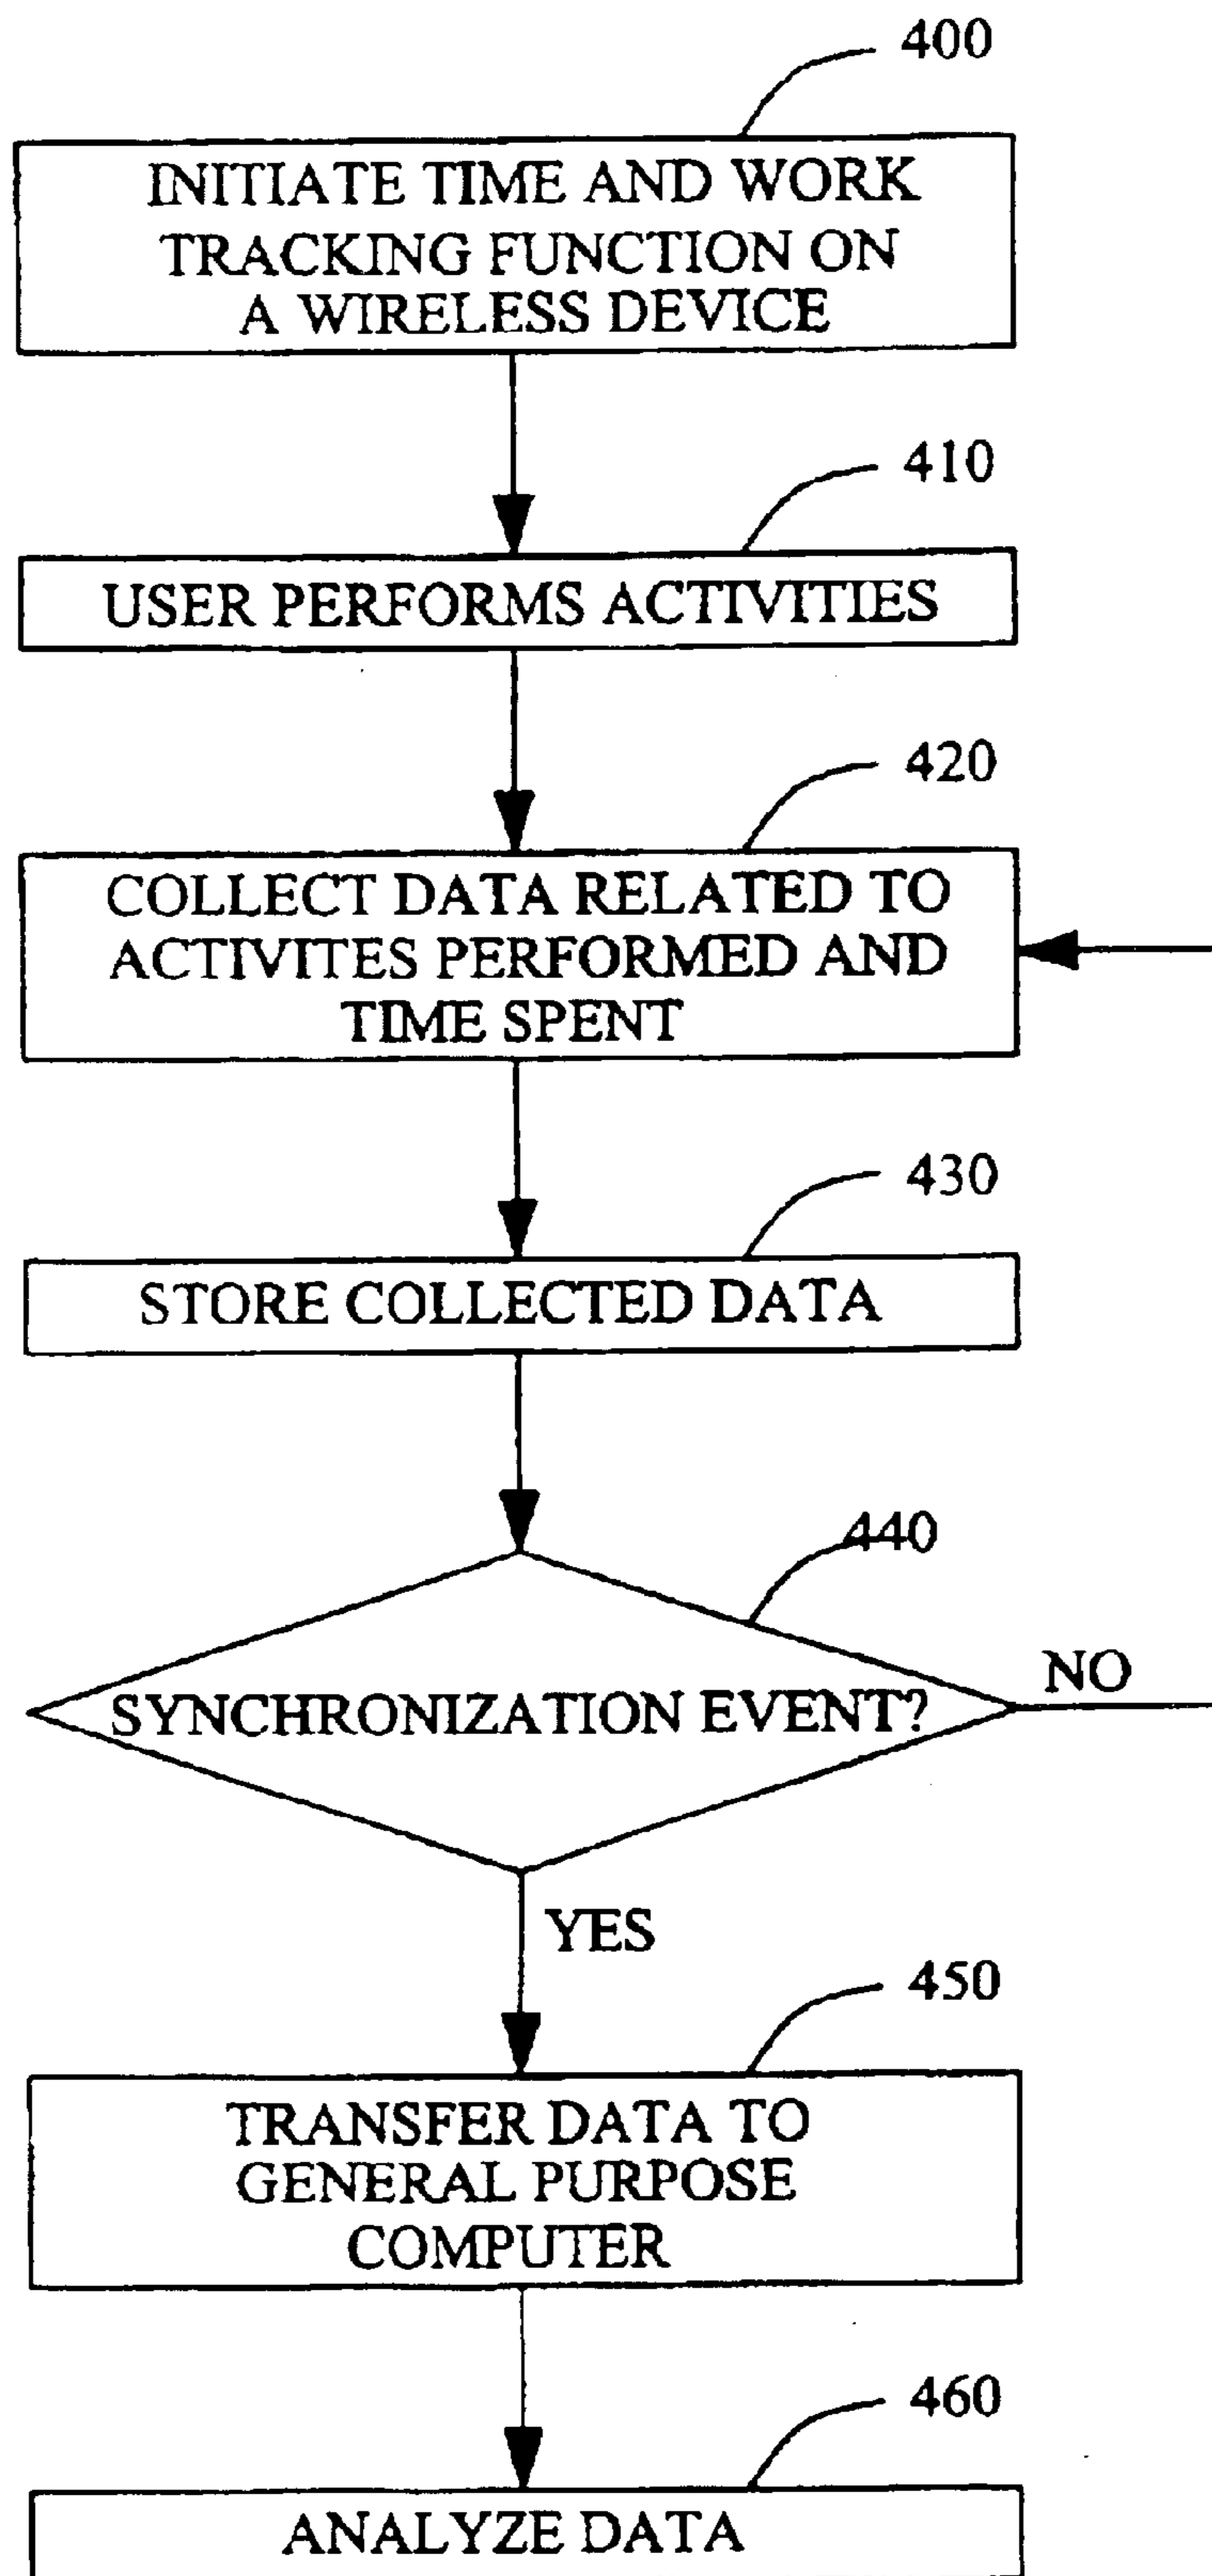 400
INITIATE TIME AND WORK
TRACKING FUNCTION ON
A WIRELESS DEVICE
410
USER PERFORMS ACTIVITIES
420
COLLECT DATA RELATED TO
ACTIVITES PERFORMED AND
TIME SPENT
430
STORE COLLECTED DATA
440
SYNCHRONIZATION EVENT?
NO
YES
450
TRANSFER DATA TO
GENERAL PURPOSE
COMPUTER
460
ANALYZE DATA